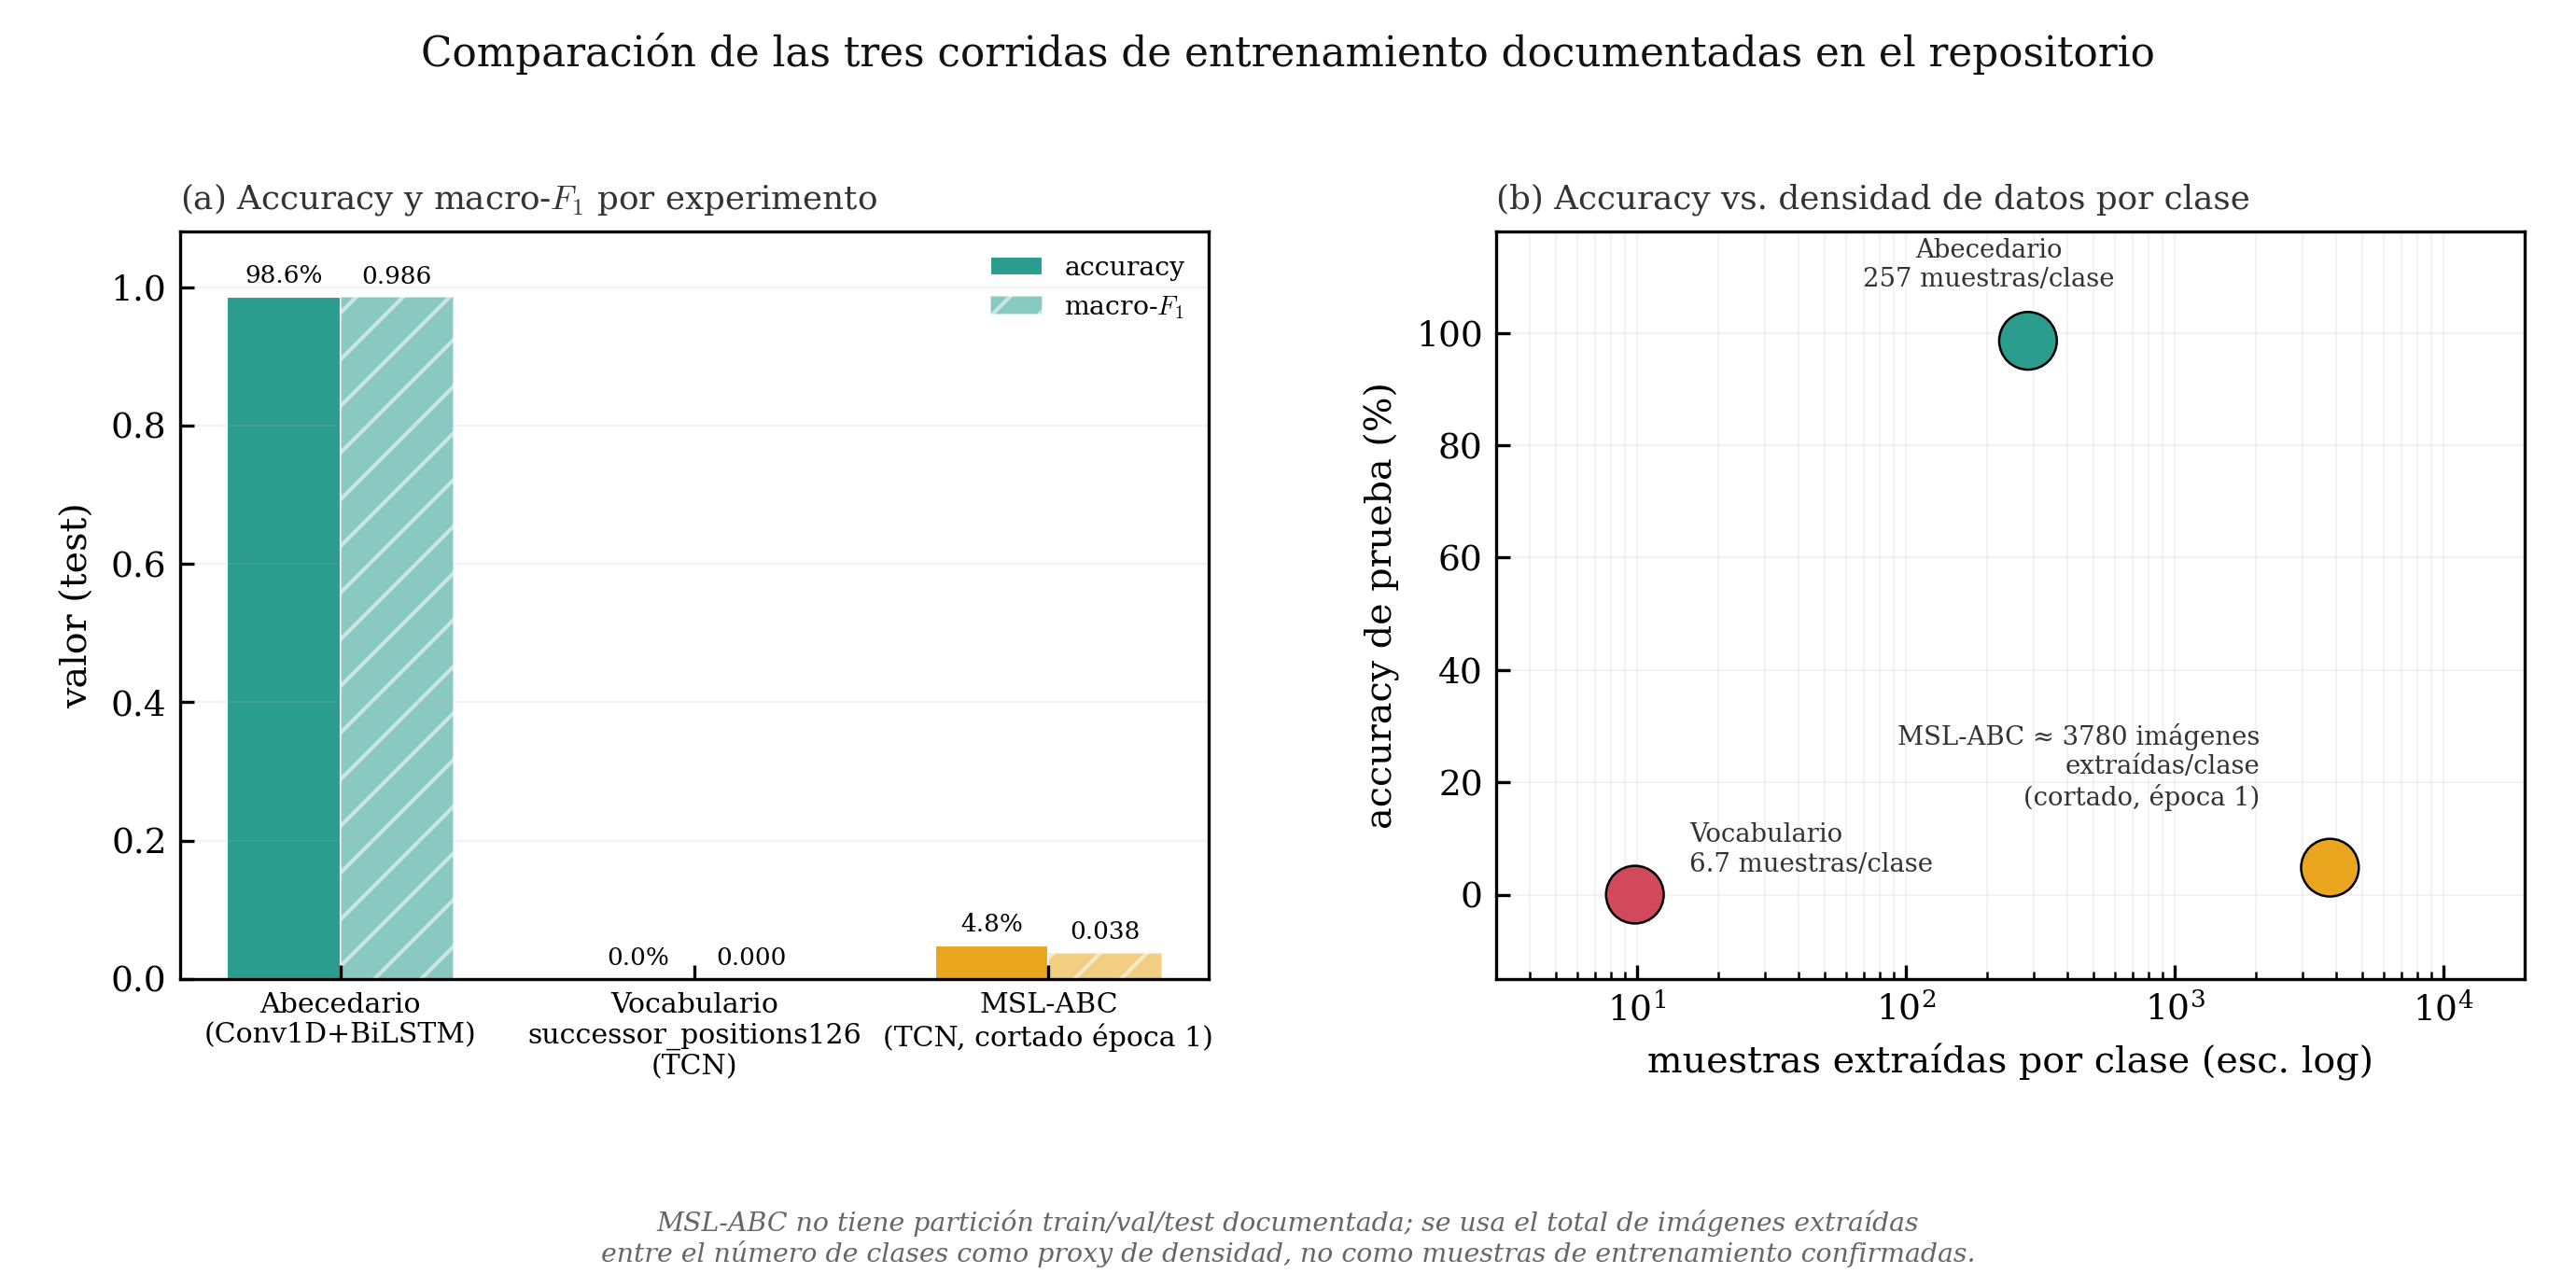 Comparación de las tres corridas de entrenamiento documentadas en el repositorio
(a) Accuracy y macro-F₁ por experimento
98.6%
0.986
accuracy
macro-F₁
1.0
0.8
0.6
0.4
0.2
0.0
valor (test)
0.0%
0.000
4.8%
0.038
Abecedario
(Conv1D+BiLSTM)
Vocabulario
successor_positions126
(TCN)
MSL-ABC
(TCN, cortado época 1)
(b) Accuracy vs. densidad de datos por clase
Abecedario
257 muestras/clase
100
80
60
40
20
0
accuracy de prueba (%)
MSL-ABC ≈ 3780 imágenes
extraídas/clase
(cortado, época 1)
Vocabulario
6.7 muestras/clase
10¹
10²
10³
10⁴
muestras extraídas por clase (esc. log)
MSL-ABC no tiene partición train/val/test documentada; se usa el total de imágenes extraídas
entre el número de clases como proxy de densidad, no como muestras de entrenamiento confirmadas.